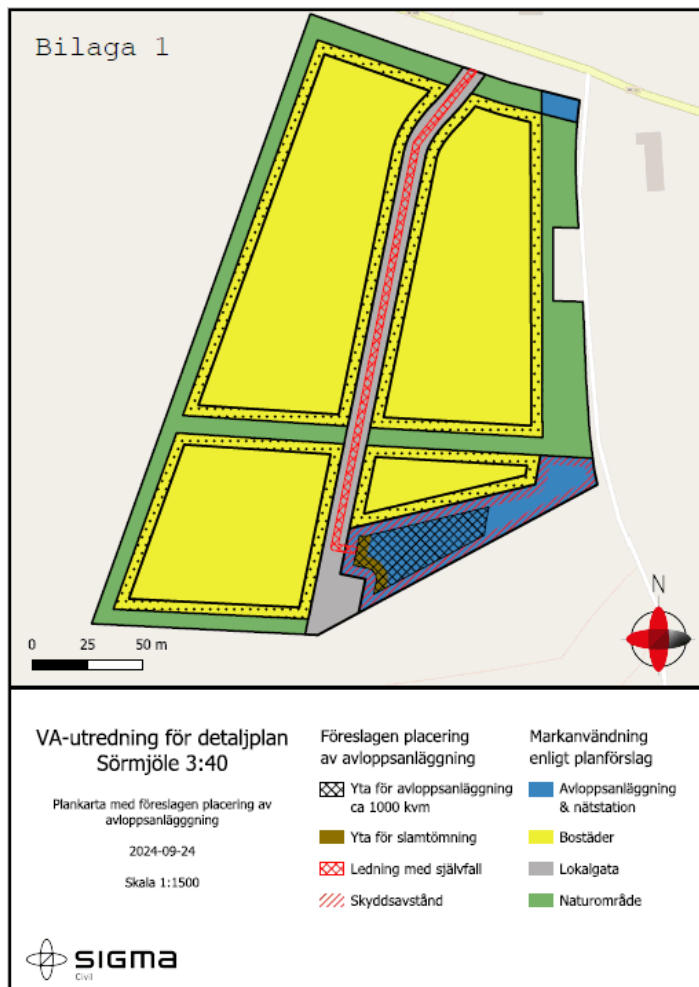 Bilaga 1
N
0 25 50 m
VA-utredning för detaljplan
Sörmjöle 3:40
Plankarta med föreslagen placering av
avloppsanlägggning
2024-09-24
Skala 1:1500
SIGMA
Civil
Föreslagen placering
av avloppsanläggning
Yta för avloppsanläggning
ca 1000 kvm
Yta för slamtömning
Ledning med självfall
Skyddsavstånd
Markanvändning
enligt planförslag
Avloppsanläggning
& nätstation
Bostäder
Lokalgata
Naturområde